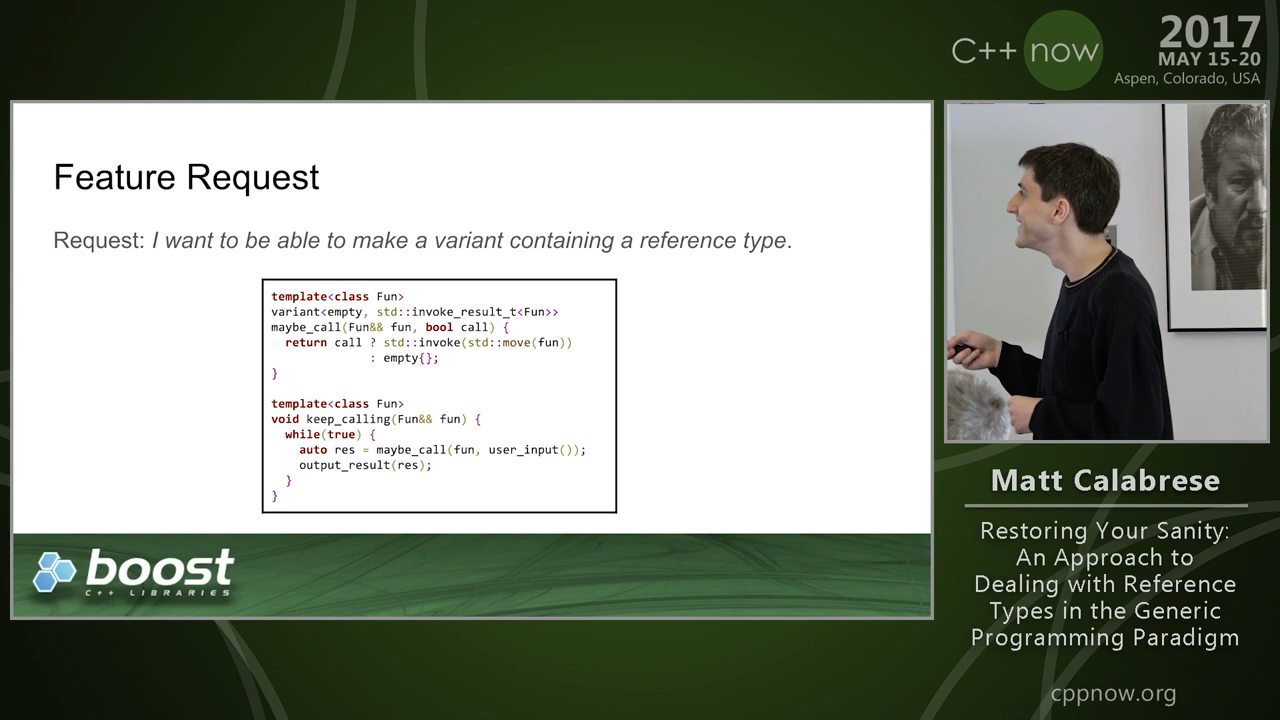 C++ now
2017
MAY 15-20
Aspen, Colorado, USA
Feature Request
Request: I want to be able to make a variant containing a reference type.
template<class Fun>
variant<empty, std::invoke_result_t<Fun>>
maybe_call(Fun&& fun, bool call) {
  return call ? std::invoke(std::move(fun))
              : empty{};
}
template<class Fun>
void keep_calling(Fun&& fun) {
  while(true) {
    auto res = maybe_call(fun, user_input());
    output_result(res);
  }
}
boost
C++ LIBRARIES
Matt Calabrese
Restoring Your Sanity:
An Approach to
Dealing with Reference
Types in the Generic
Programming Paradigm
cppnow.org